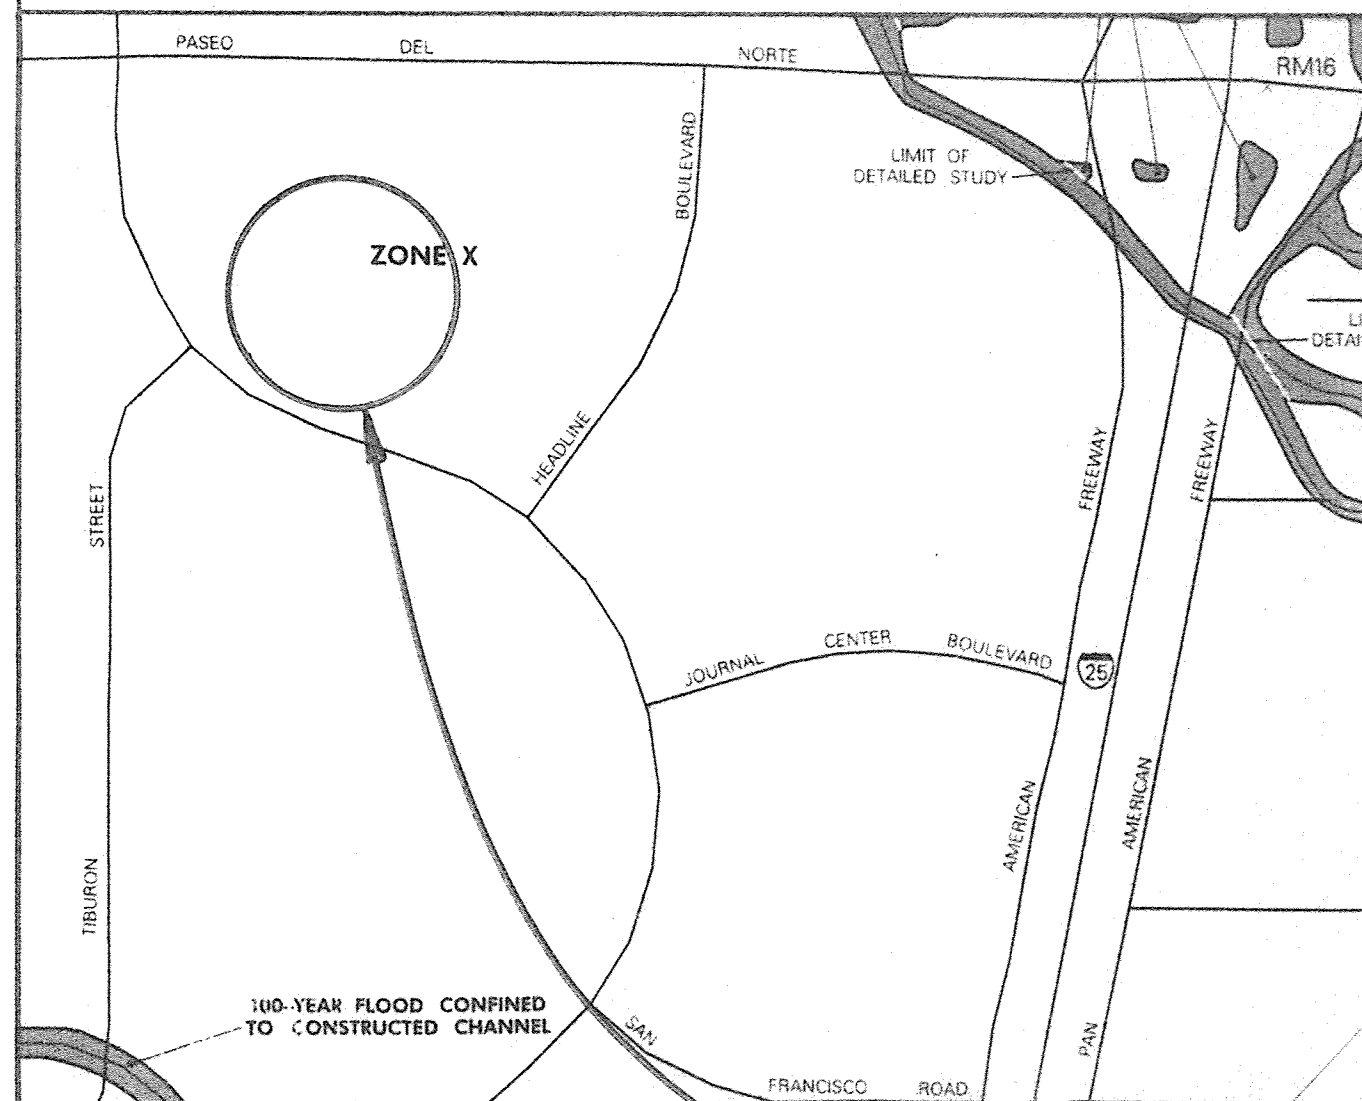 PASEO DEL NORTE
RM16
BOULEVARD
LIMIT OF
DETAILED STUDY
ZONE X
HEADLINE
STREET
FREEWAY
FREEWAY
JOURNAL CENTER BOULEVARD
25
AMERICAN
AMERICAN
TIBURON
100-YEAR FLOOD CONFINED
TO CONSTRUCTED CHANNEL
SAN
PAN
FRANCISCO ROAD